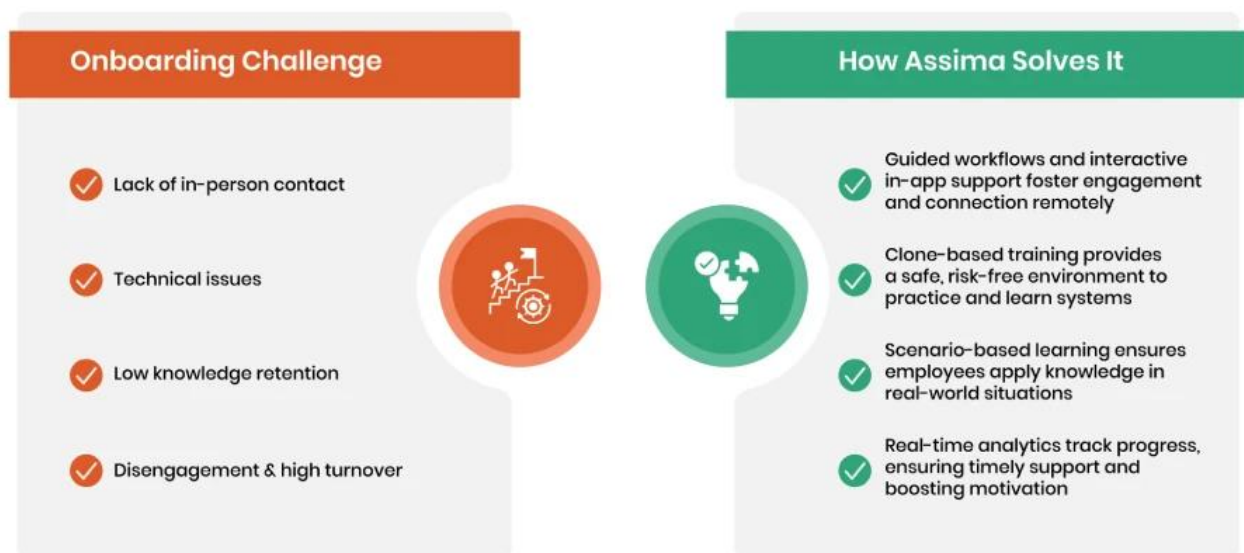 Onboarding Challenge
Lack of in-person contact
Technical issues
Low knowledge retention
Disengagement & high turnover
How Assima Solves It
Guided workflows and interactive
in-app support foster engagement
and connection remotely
Clone-based training provides
a safe, risk-free environment to
practice and learn systems
Scenario-based learning ensures
employees apply knowledge in
real-world situations
Real-time analytics track progress,
ensuring timely support and
boosting motivation